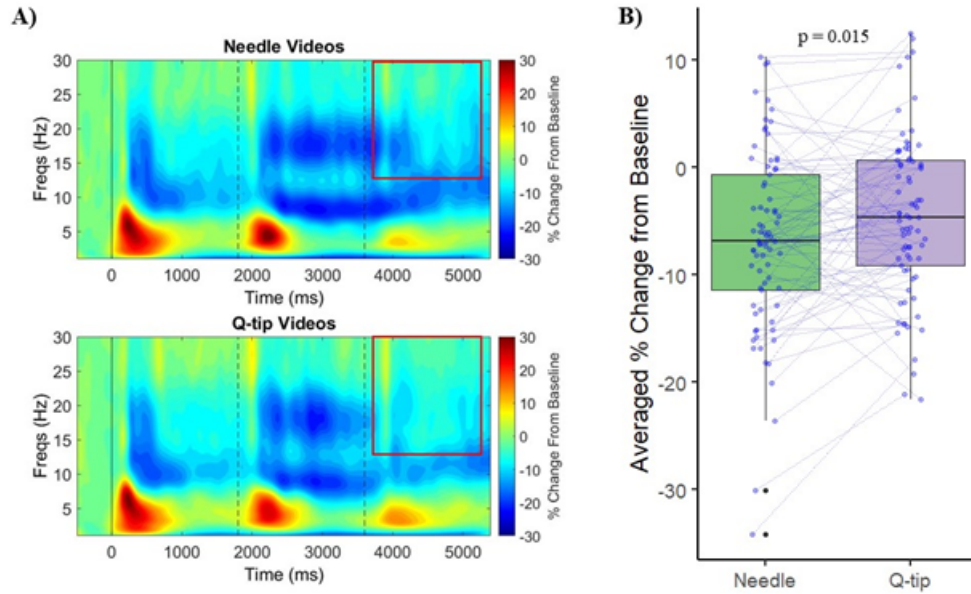 A)
Needle Videos
30
25
20
15
10
5
Freqs (Hz)
0 1000 2000 3000 4000 5000
Time (ms)
30
20
10
0
-10
-20
-30
% Change From Baseline
Q-tip Videos
30
25
20
15
10
5
Freqs (Hz)
0 1000 2000 3000 4000 5000
Time (ms)
30
20
10
0
-10
-20
-30
% Change From Baseline
B)
p = 0.015
10
0
-10
-20
-30
Averaged % Change from Baseline
Needle Q-tip